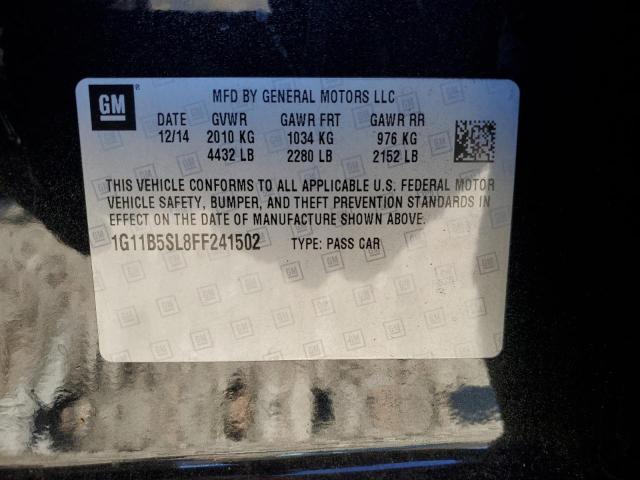 GM
MFD BY GENERAL MOTORS LLC
DATE GVWR GAWR FRT GAWR RR
12/14 2010 KG 1034 KG 976 KG
4432 LB 2280 LB 2152 LB
THIS VEHICLE CONFORMS TO ALL APPLICABLE U.S. FEDERAL MOTOR
VEHICLE SAFETY, BUMPER, AND THEFT PREVENTION STANDARDS IN
EFFECT ON THE DATE OF MANUFACTURE SHOWN ABOVE.
1G11B5SL8FF241502 TYPE: PASS CAR